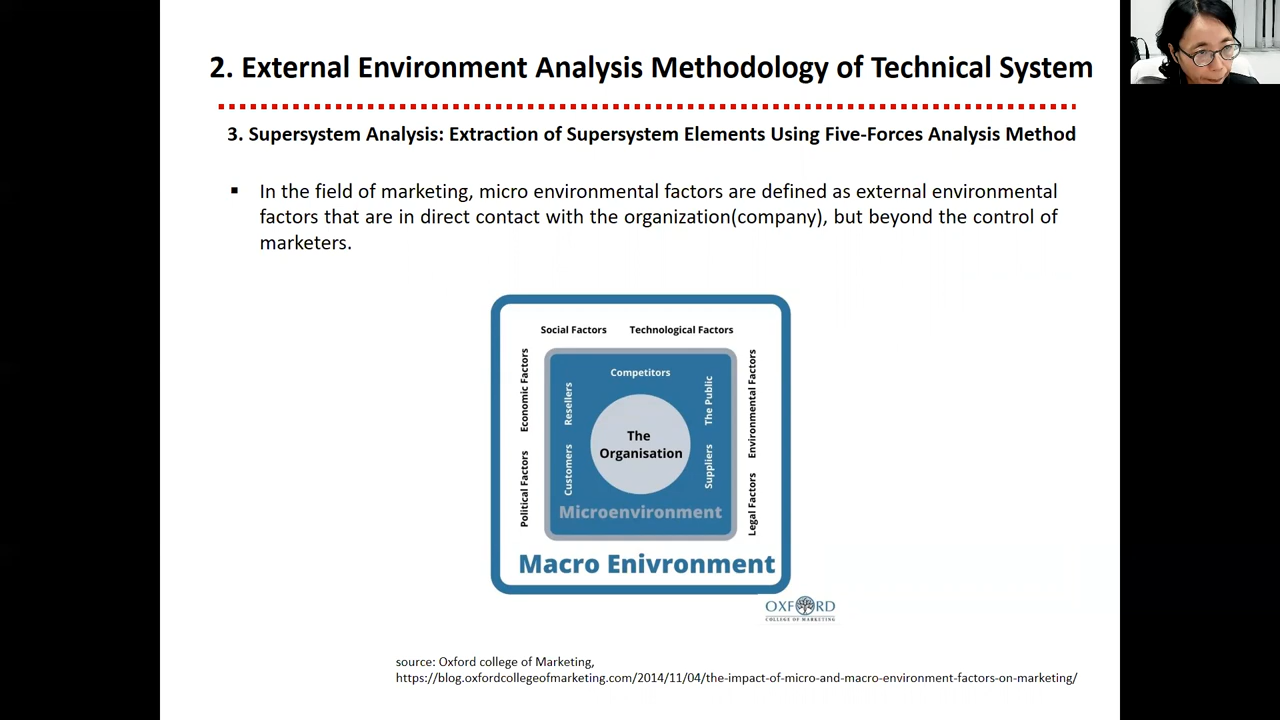 2. External Environment Analysis Methodology of Technical System
3. Supersystem Analysis: Extraction of Supersystem Elements Using Five-Forces Analysis Method
▪ In the field of marketing, micro environmental factors are defined as external environmental
factors that are in direct contact with the organization(company), but beyond the control of
marketers.
Social Factors
Technological Factors
Economic Factors
Political Factors
Environmental Factors
Legal Factors
Competitors
Resellers
Customers
The Public
Suppliers
The
Organisation
Microenvironment
Macro Enivronment
OXFORD
COLLEGE OF MARKETING
source: Oxford college of Marketing,
https://blog.oxfordcollegeofmarketing.com/2014/11/04/the-impact-of-micro-and-macro-environment-factors-on-marketing/